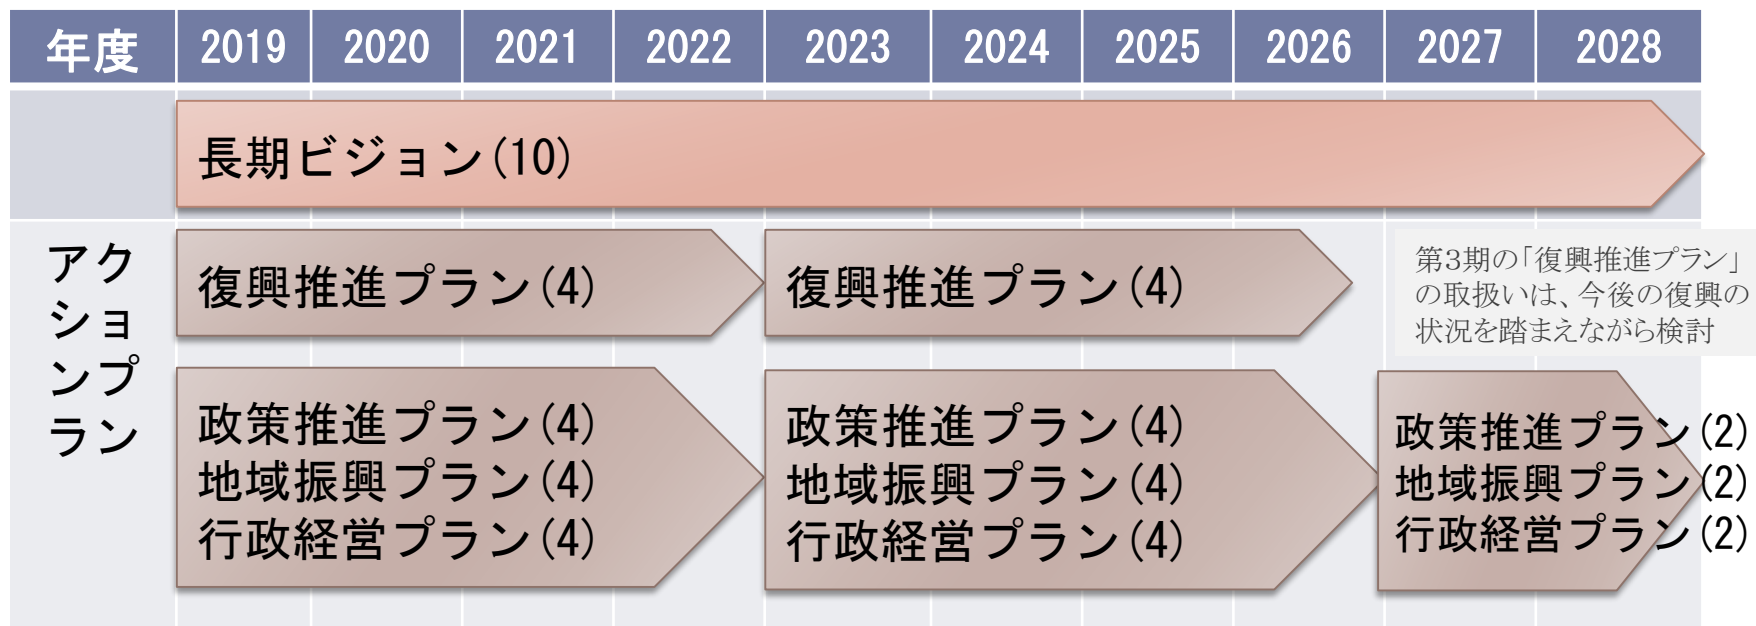 年度 2019 2020 2021 2022 2023 2024 2025 2026 2027 2028
長期ビジョン(10)
アク
ショ
ンプ
ラン
復興推進プラン(4)
復興推進プラン(4)
第3期の「復興推進プラン」
の取扱いは、今後の復興の
状況を踏まえながら検討
政策推進プラン(4)
地域振興プラン(4)
行政経営プラン(4)
政策推進プラン(4)
地域振興プラン(4)
行政経営プラン(4)
政策推進プラン(2)
地域振興プラン(2)
行政経営プラン(2)